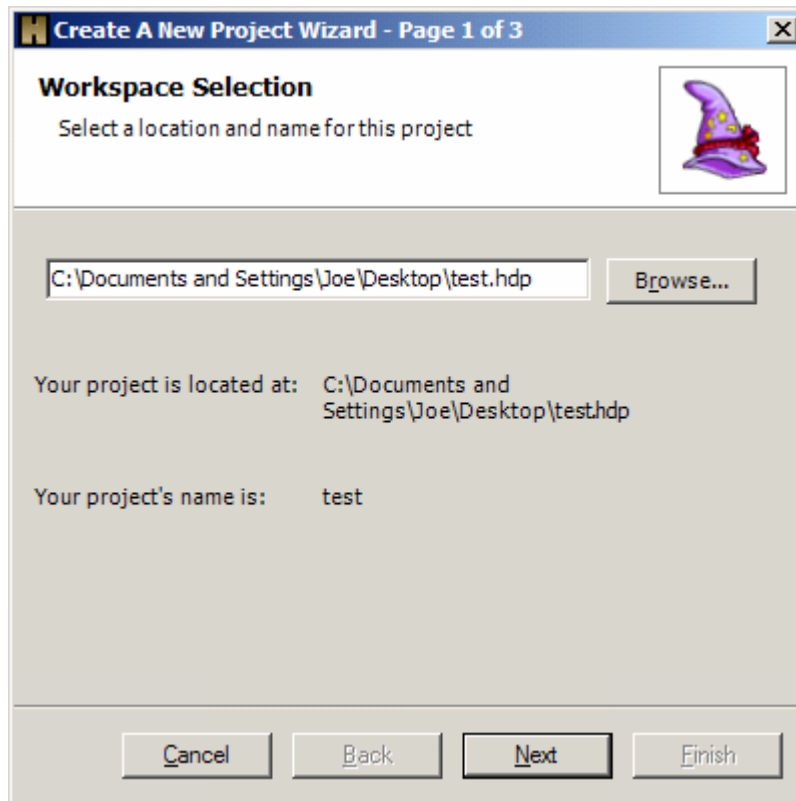 Create A New Project Wizard - Page 1 of 3
Workspace Selection
Select a location and name for this project
C:\Documents and Settings\Joe\Desktop\test.hdp
Browse...
Your project is located at: C:\Documents and
Settings\Joe\Desktop\test.hdp
Your project's name is: test
Cancel Back Next Finish